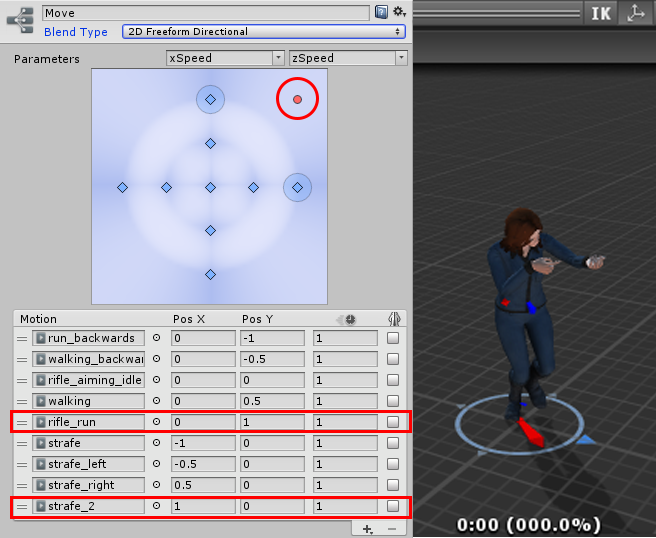 Move
IK
Blend Type 2D Freeform Directional
Parameters xSpeed zSpeed
Motion Pos X Pos Y
run_backwards 0 -1 1
walking_backwar 0 -0.5 1
rifle_aiming_idle 0 0 1
walking 0 0.5 1
rifle_run 0 1 1
strafe -1 0 1
strafe_left -0.5 0 1
strafe_right 0.5 0 1
strafe_2 1 0 1
0:00 (000.0%)